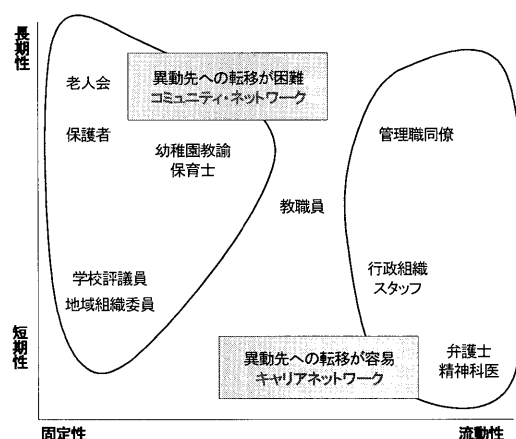 長期性
老人会
異動先への転移が困難
コミュニティ・ネットワーク
保護者
管理職同僚
幼稚園教諭
保育士
教職員
学校評議員
地域組織委員
行政組織
スタッフ
短期性
異動先への転移が容易
キャリアネットワーク
弁護士
精神科医
固定性
流動性